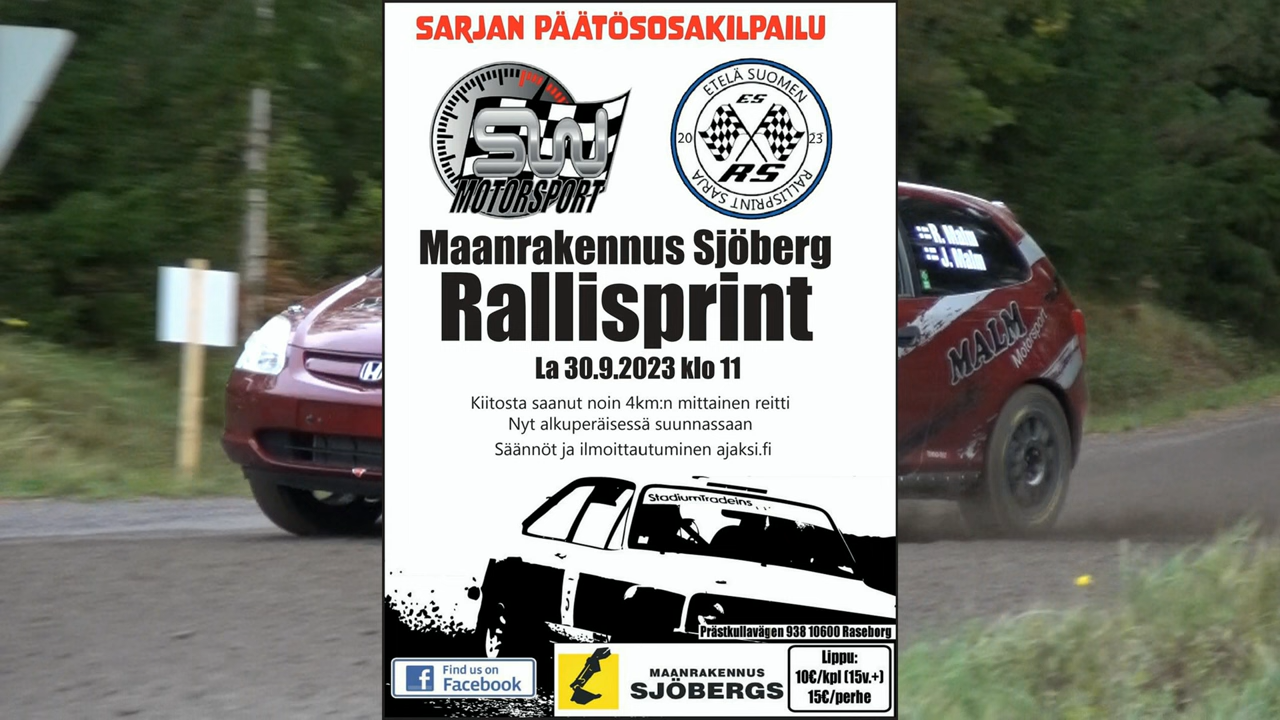 SARJAN PÄÄTÖSOSAKILPAILU
SW
MOTORSPORT
ETELÄ SUOMEN
ES
20 23
RS
RALLISPRINT SARJA
Maanrakennus Sjöberg
Rallisprint
La 30.9.2023 klo 11
Kiitosta saanut noin 4km:n mittainen reitti
Nyt alkuperäisessä suunnassaan
Säännöt ja ilmoittautuminen ajaksi.fi
StadiumTradeins
Prästkullavägen 938 10600 Raseborg
Find us on
Facebook
MAANRAKENNUS
SJÖBERGS
Lippu:
10€/kpl (15v.+)
15€/perhe
R. Malm
J. Malm
MALM
Motorsport